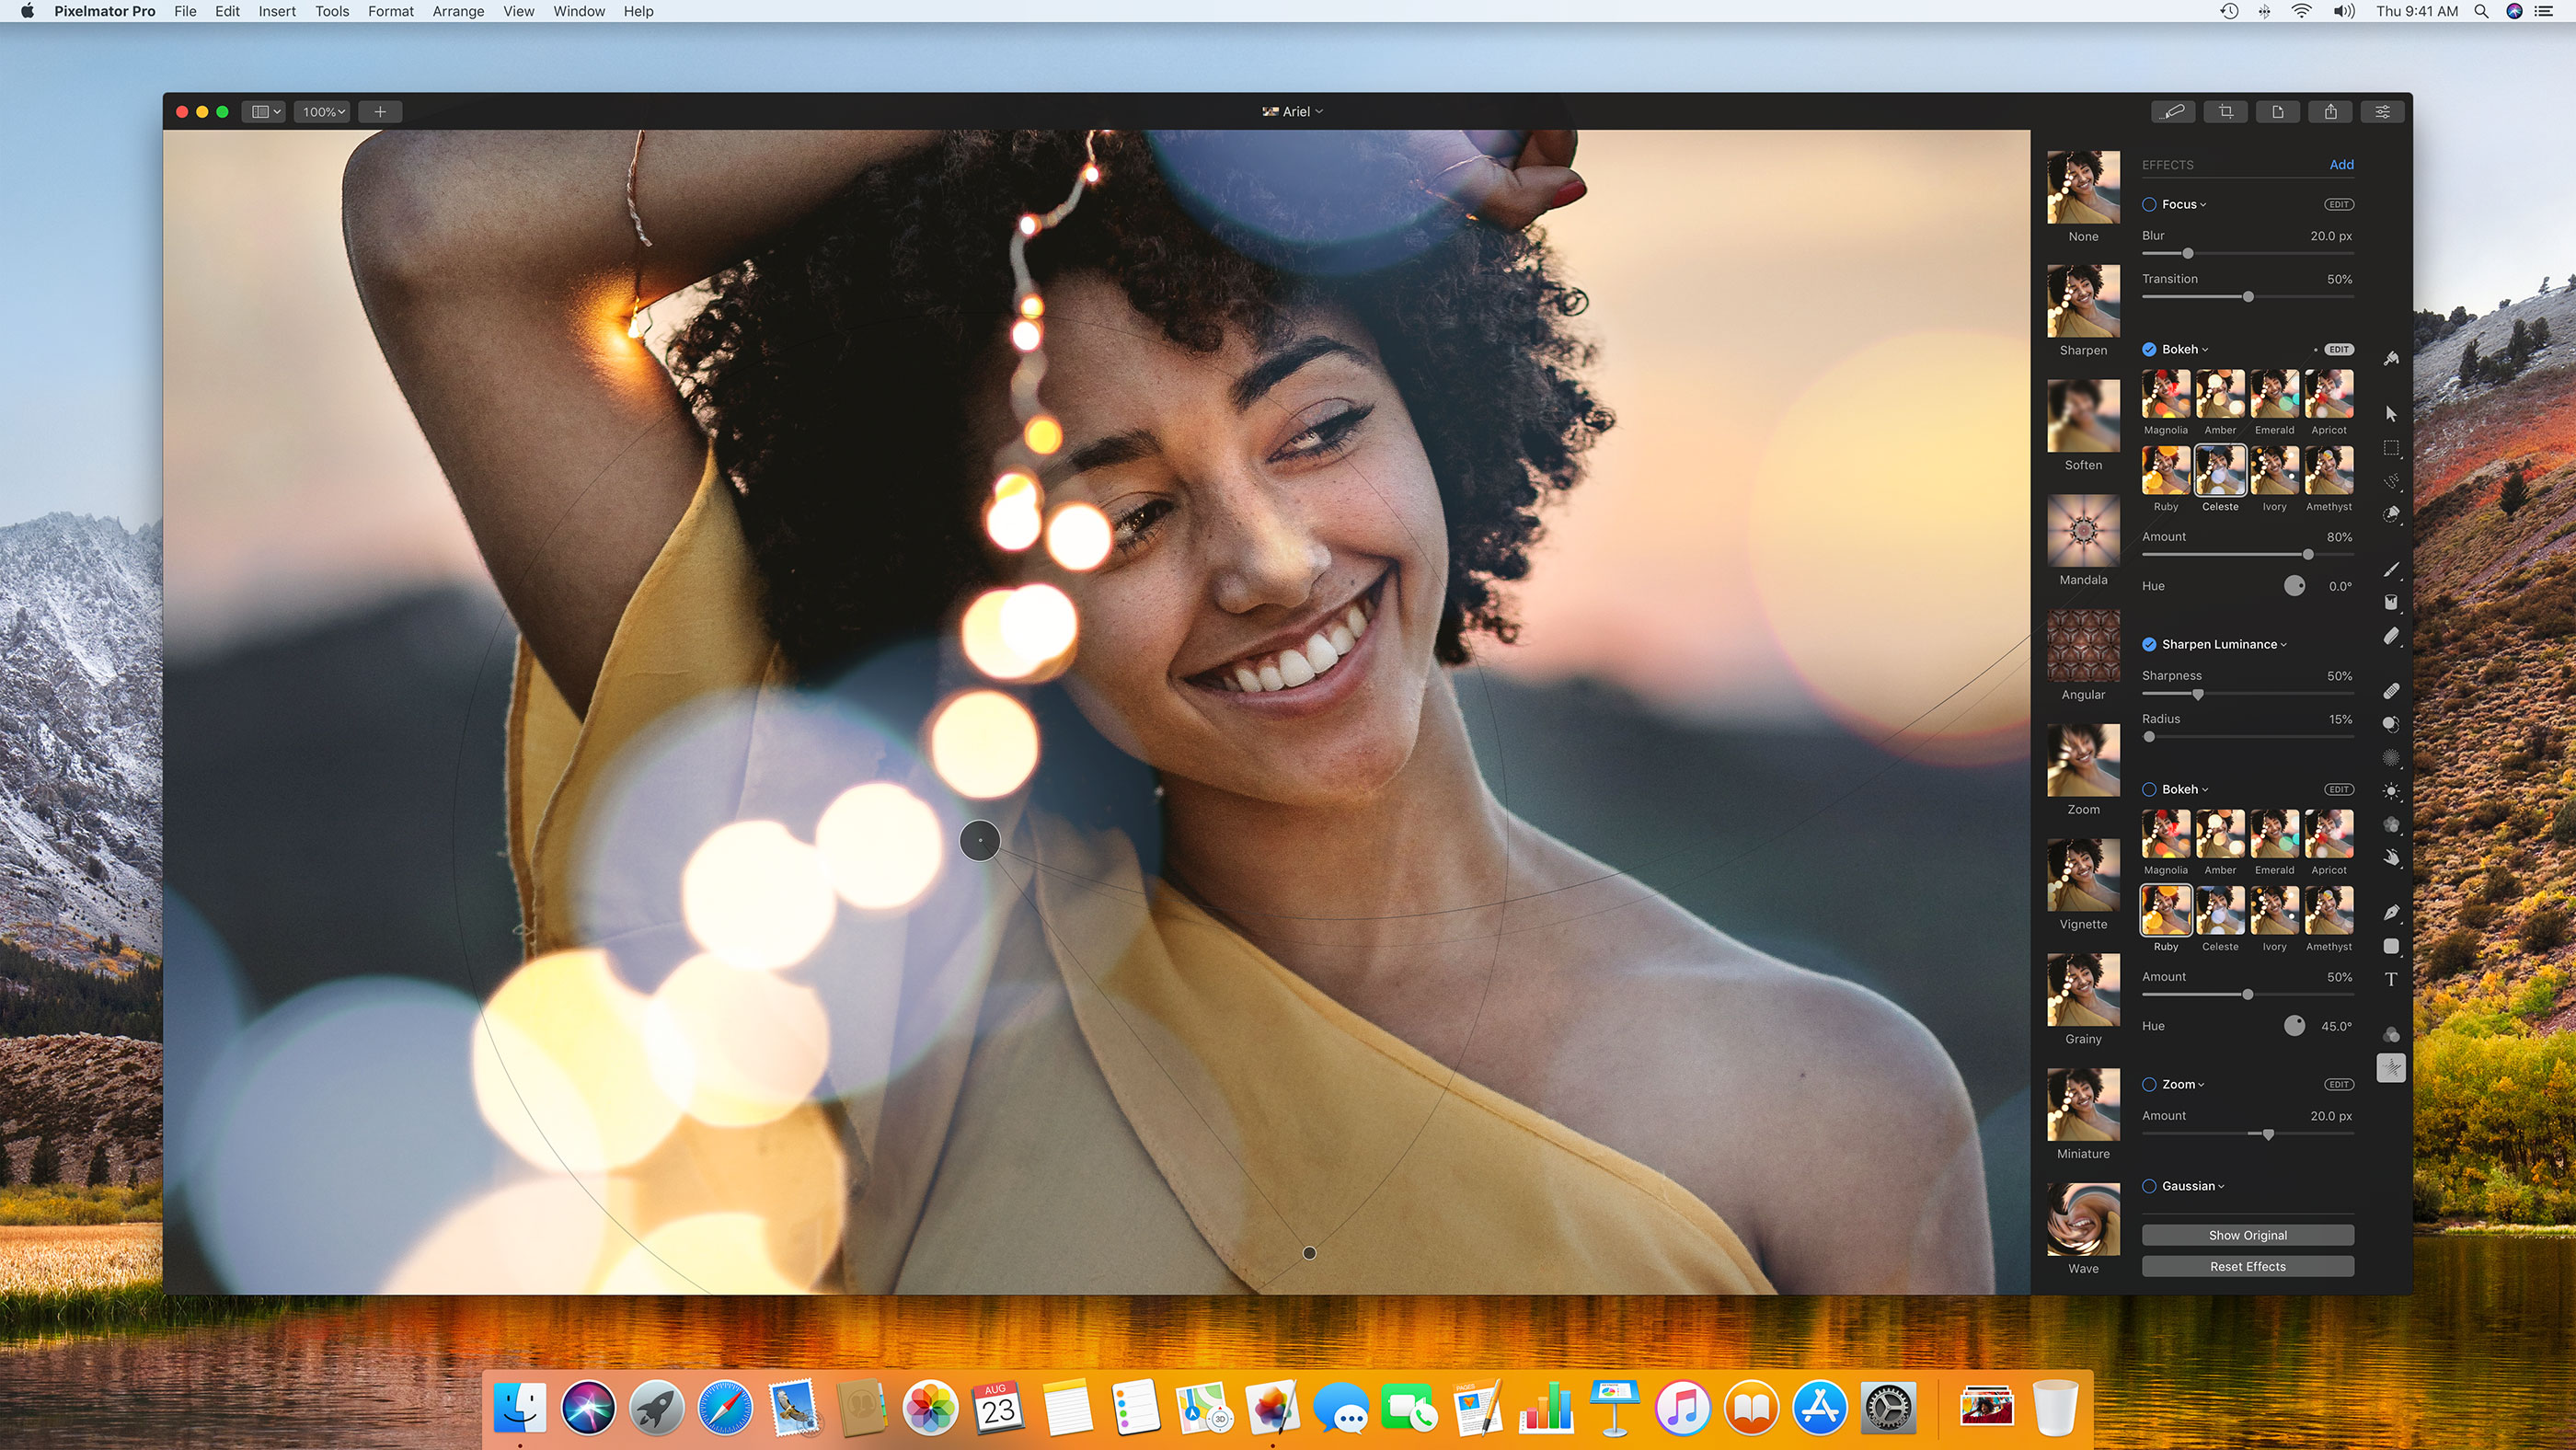 Pixelmator Pro File Edit Insert Tools Format Arrange View Window Help Thu 9:41 AM
100% Ariel
None
Sharpen
Soften
Mandala
Angular
Zoom
Vignette
Grainy
Miniature
Wave
EFFECTS Add
Focus EDIT
Blur 20.0 px
Transition 50%
Bokeh EDIT
Magnolia Amber Emerald Apricot
Ruby Celeste Ivory Amethyst
Amount 80%
Hue 0.0°
Sharpen Luminance
Sharpness 50%
Radius 15%
Bokeh EDIT
Magnolia Amber Emerald Apricot
Ruby Celeste Ivory Amethyst
Amount 50%
Hue 45.0°
Zoom EDIT
Amount 20.0 px
Gaussian
Show Original
Reset Effects
T
AUG
23
3D
PAGES